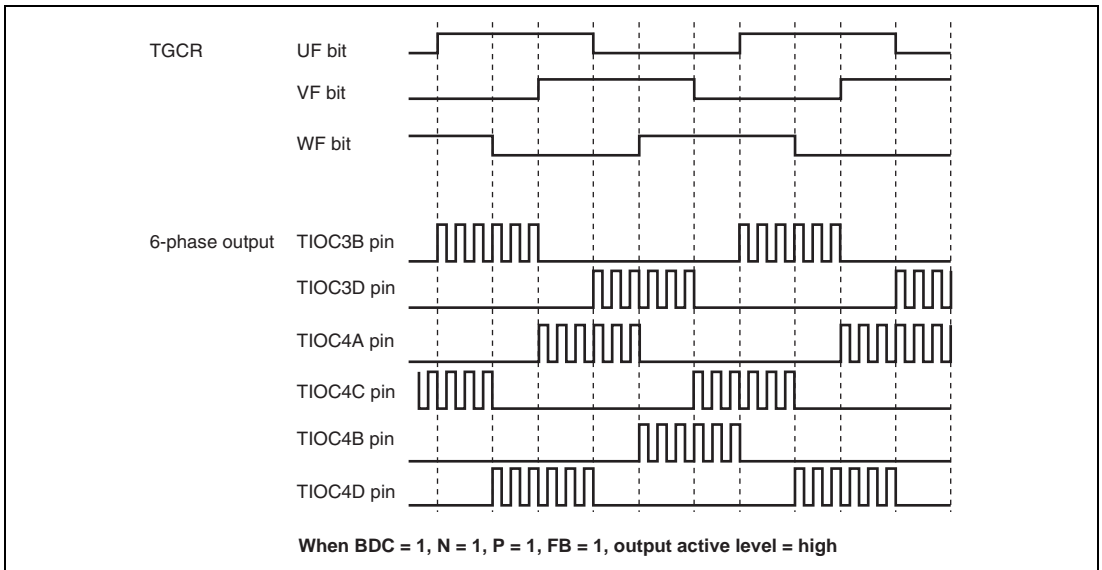 TGCR UF bit
VF bit
WF bit
6-phase output TIOC3B pin
TIOC3D pin
TIOC4A pin
TIOC4C pin
TIOC4B pin
TIOC4D pin
When BDC = 1, N = 1, P = 1, FB = 1, output active level = high